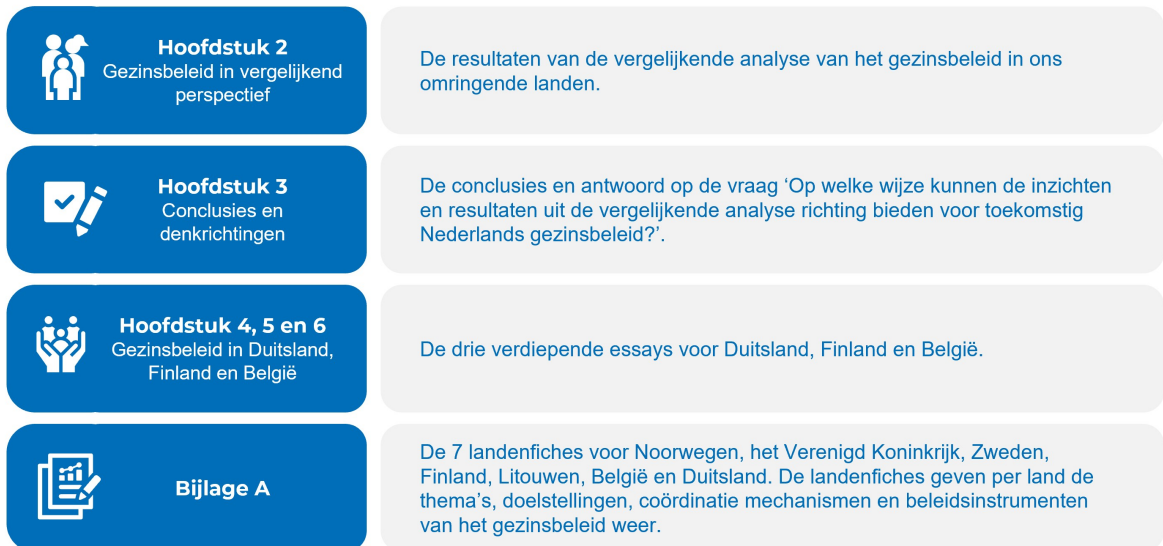 Hoofdstuk 2
Gezinsbeleid in vergelijkend
perspectief
De resultaten van de vergelijkende analyse van het gezinsbeleid in ons
omringende landen.
Hoofdstuk 3
Conclusies en
denkrichtingen
De conclusies en antwoord op de vraag ‘Op welke wijze kunnen de inzichten
en resultaten uit de vergelijkende analyse richting bieden voor toekomstig
Nederlands gezinsbeleid?’.
Hoofdstuk 4, 5 en 6
Gezinsbeleid in Duitsland,
Finland en België
De drie verdiepende essays voor Duitsland, Finland en België.
Bijlage A
De 7 landenfiches voor Noorwegen, het Verenigd Koninkrijk, Zweden,
Finland, Litouwen, België en Duitsland. De landenfiches geven per land de
thema’s, doelstellingen, coördinatie mechanismen en beleidsinstrumenten
van het gezinsbeleid weer.